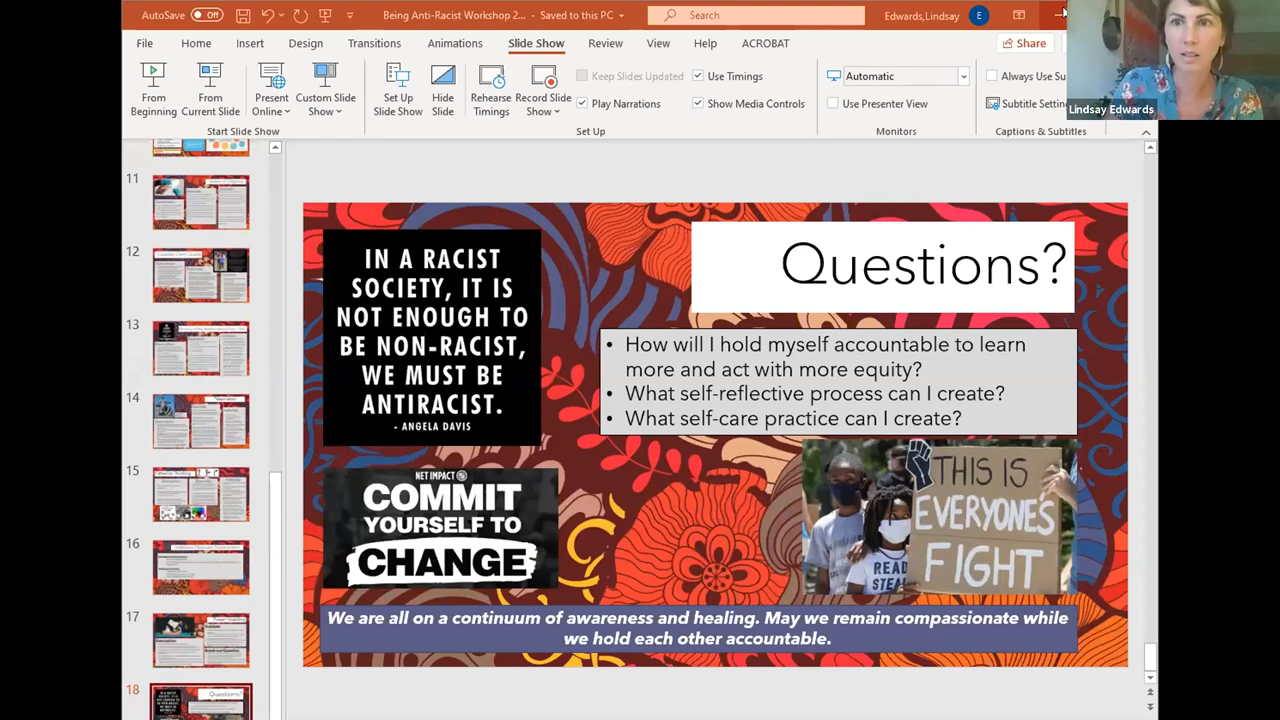 AutoSave
Off
Being Anti-Racist Workshop 2... - Saved to this PC
Search
Edwards,Lindsay
E
File
Home
Insert
Design
Transitions
Animations
Slide Show
Review
View
Help
ACROBAT
Share
From
Beginning
From
Current Slide
Present
Online
Custom Slide
Show
Start Slide Show
Set Up
Slide Show
Hide
Slide
Rehearse
Timings
Record Slide
Show
Keep Slides Updated
Play Narrations
Use Timings
Show Media Controls
Set Up
Automatic
Use Presenter View
Monitors
Always Use Su
Subtitle Settin
Captions & Subtitles
Lindsay Edwards
11
12
13
14
15
16
17
18
IN A RACIST
SOCIETY, IT IS
NOT ENOUGH TO
BE NON-RACIST,
WE MUST BE
ANTIRACIST.
- ANGELA DAVIS
Questions?
How will I hold myself accountable to learn
more and act with more equity?
• What self-reflective process can I create?
What self-care practice can I create?
NET IMPACT
COMMIT
YOURSELF TO
CHANGE
THIS IS
EVERYONES
FIGHT
READ
We are all on a continum of awareness and healing. May we remain compassionate while
we hold each other accountable.